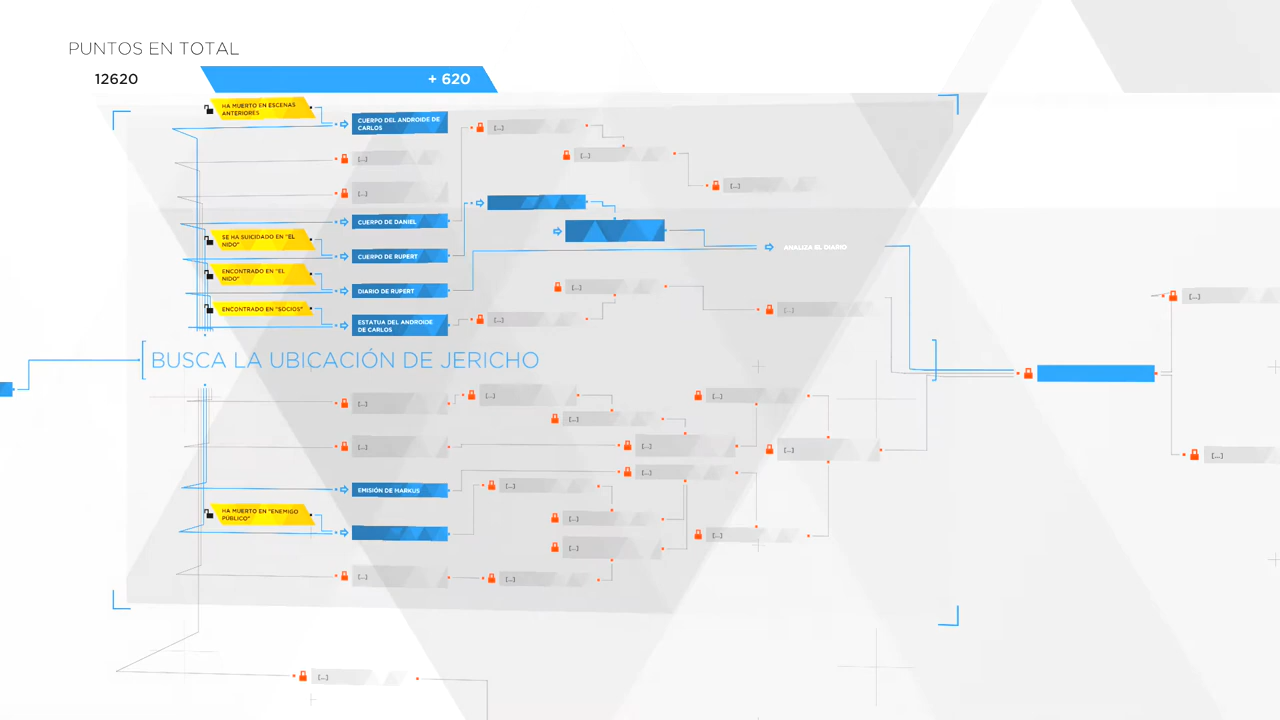 PUNTOS EN TOTAL
12620
+ 620
HA MUERTO EN ESCENAS
ANTERIORES
CUERPO DEL ANDROIDE DE
CARLOS
[...]
[...]
[...]
[...]
[...]
[...]
CUERPO DE DANIEL
SE HA SUICIDADO EN "EL
NIDO"
CUERPO DE RUPERT
ANALIZA EL DIARIO
ENCONTRADO EN "EL
NIDO"
DIARIO DE RUPERT
[...]
[...]
ENCONTRADO EN "SOCIOS"
ESTATUA DEL ANDROIDE
DE CARLOS
[...]
[...]
BUSCA LA UBICACIÓN DE JERICHO
[...]
[...]
[...]
[...]
[...]
[...]
[...]
[...]
[...]
EMISIÓN DE MARKUS
[...]
HA MUERTO EN "ENEMIGO
PÚBLICO"
[...]
[...]
[...]
[...]
[...]
[...]